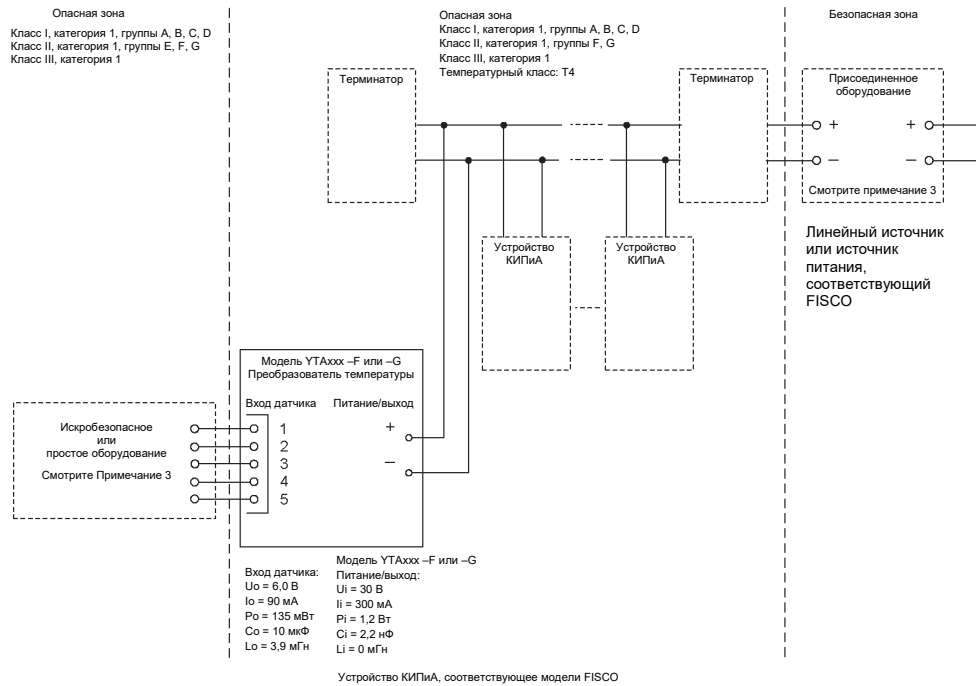 Опасная зона
Класс I, категория 1, группы A, B, C, D
Класс II, категория 1, группы E, F, G
Класс III, категория 1
Опасная зона
Класс I, категория 1, группы A, B, C, D
Класс II, категория 1, группы F, G
Класс III, категория 1
Температурный класс: T4
Безопасная зона
Терминатор
Терминатор
Присоединенное
оборудование
+ +
– –
Смотрите примечание 3
Линейный источник
или источник
питания,
соответствующий
FISCO
Устройство
КИПиА
Устройство
КИПиА
Модель YTAxxx –F или –G
Преобразователь температуры
Вход датчика Питание/выход
1
2
3
4
5
+
–
Искробезопасное
или
простое оборудование
Смотрите Примечание 3
Вход датчика:
Uo = 6,0 В
Io = 90 мА
Po = 135 мВт
Co = 10 мкФ
Lo = 3,9 мГн
Модель YTAxxx –F или –G
Питание/выход:
Ui = 30 В
Ii = 300 мА
Pi = 1,2 Вт
Ci = 2,2 нФ
Li = 0 мГн
Устройство КИПиА, соответствующее модели FISCO